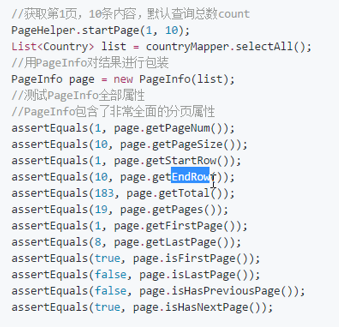 //获取第1页，10条内容，默认查询总数count
PageHelper.startPage(1, 10);
List<Country> list = countryMapper.selectAll();
//用PageInfo对结果进行包装
PageInfo page = new PageInfo(list);
//测试PageInfo全部属性
//PageInfo包含了非常全面的分页属性
assertEquals(1, page.getPageNum());
assertEquals(10, page.getPageSize());
assertEquals(1, page.getStartRow());
assertEquals(10, page.getEndRow());
assertEquals(183, page.getTotal());
assertEquals(19, page.getPages());
assertEquals(1, page.getFirstPage());
assertEquals(8, page.getLastPage());
assertEquals(true, page.isFirstPage());
assertEquals(false, page.isLastPage());
assertEquals(false, page.isHasPreviousPage());
assertEquals(true, page.isHasNextPage());